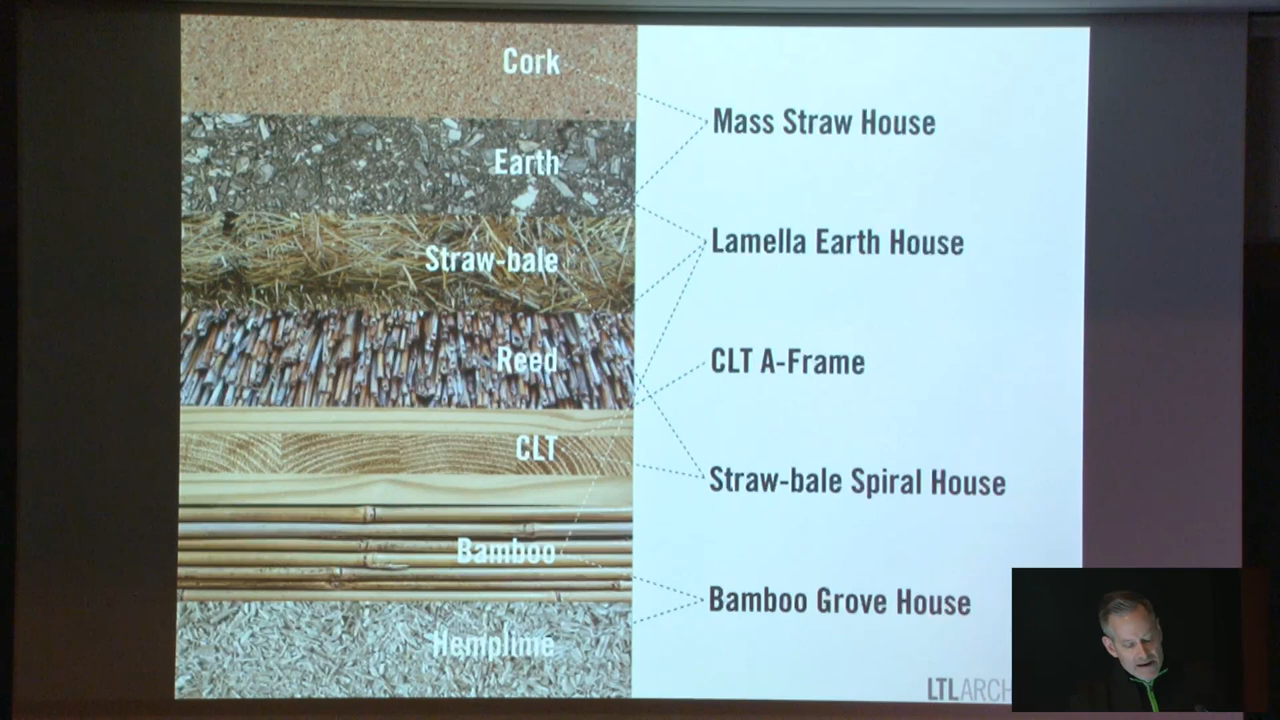 Cork
Earth
Straw-bale
Reed
CLT
Bamboo
Hemplime
Mass Straw House
Lamella Earth House
CLT A-Frame
Straw-bale Spiral House
Bamboo Grove House
LTLARCH